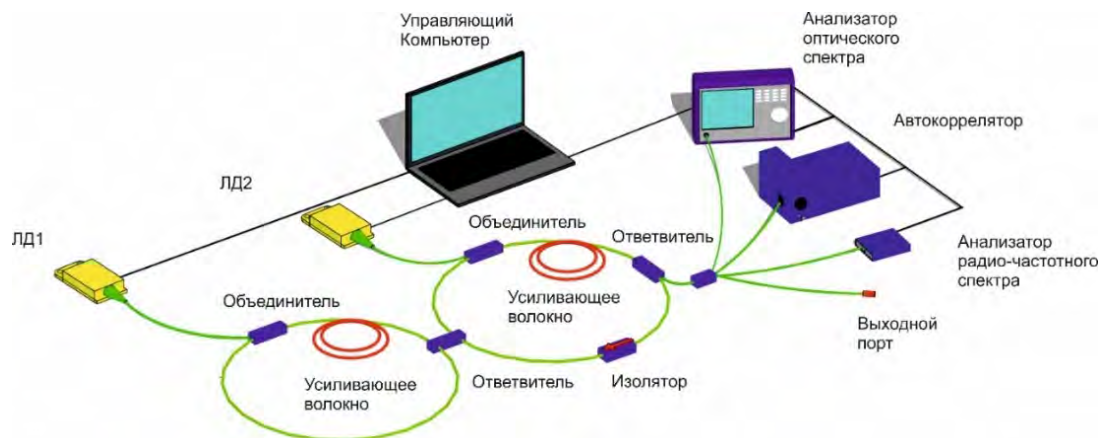 Управляющий
Компьютер
Анализатор
оптического
спектра
Автокоррелятор
ЛД2
ЛД1
Объединитель
Ответвитель
Анализатор
радио-частотного
спектра
Объединитель
Усиливающее
волокно
Выходной
порт
Усиливающее
волокно
Ответвитель
Изолятор